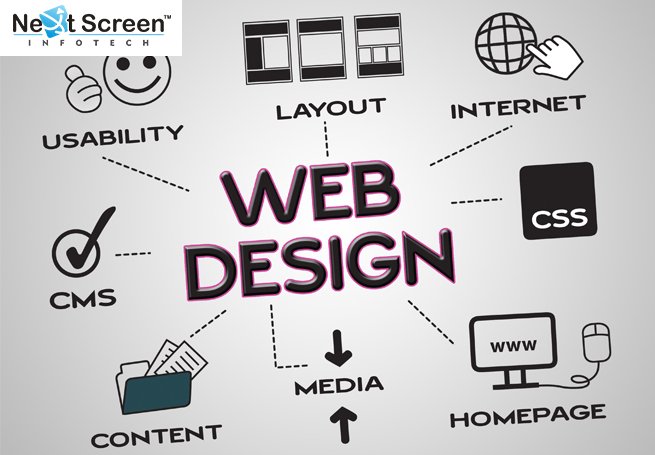 Next Screen™
INFOTECH
USABILITY
LAYOUT
INTERNET
WEB
DESIGN
CSS
CMS
www
CONTENT
MEDIA
HOMEPAGE